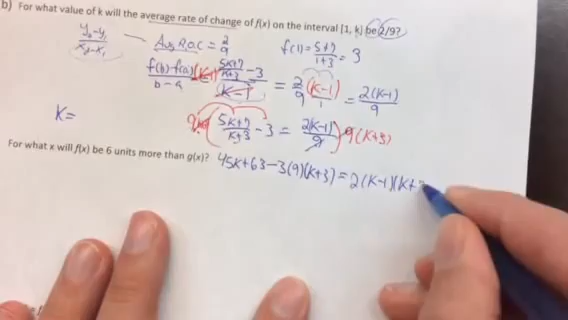 b) For what value of k will the average rate of change of f(x) on the interval [1, k] be 2/9?
y₂-y₁ / x₂-x₁
Avg ROC = 2/9
f(1) = 5+7 / 1+3 = 3
f(b)-f(a) / b-a
(k-1) 5k+7 / k+3 - 3 / k-1 = 2/9 (k-1) / 1 = 2(k-1) / 9
K=
(5k+7 / k+3 - 3 = 2(k-1) / 9) 9(k+3)
For what x will f(x) be 6 units more than g(x)?
45k+63-3(9)(k+3) = 2(k-1)(k+